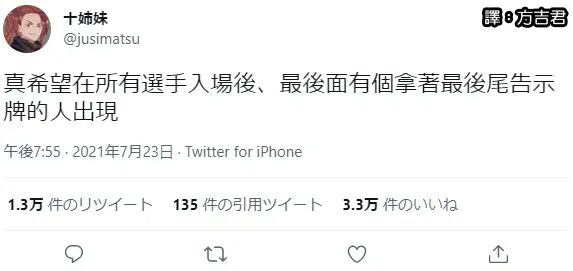 十姉妹
譯：方吉君
@jusimatsu
真希望在所有選手入場後、最後面有個拿著最後尾告示
牌的人出現
午後7:55 · 2021年7月23日 · Twitter for iPhone
1.3万 件のリツイート 135 件の引用ツイート 3.3万 件のいいね